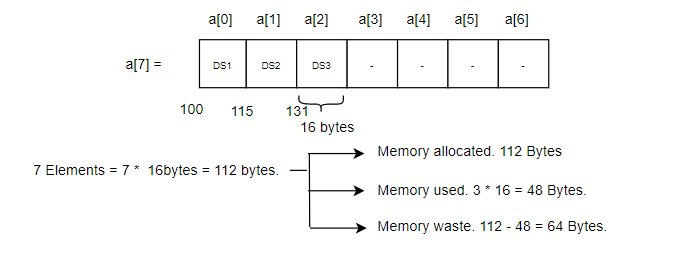 a[0] a[1] a[2] a[3] a[4] a[5] a[6]
a[7] = DS1 DS2 DS3 - - - -
100 115 131
16 bytes
Memory allocated. 112 Bytes
7 Elements = 7 * 16bytes = 112 bytes.
Memory used. 3 * 16 = 48 Bytes.
Memory waste. 112 - 48 = 64 Bytes.